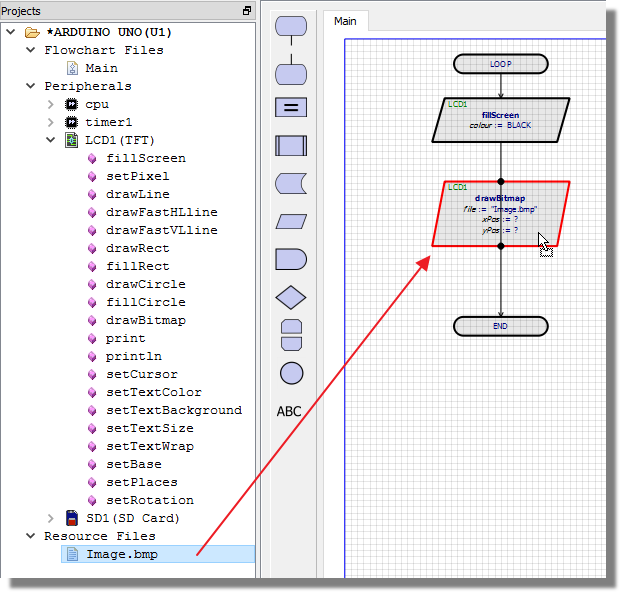 Projects
*ARDUINO UNO(U1)
Flowchart Files
Main
Peripherals
cpu
timer1
LCD1(TFT)
fillScreen
setPixel
drawLine
drawFastHLline
drawFastVLline
drawRect
fillRect
drawCircle
fillCircle
drawBitmap
print
println
setCursor
setTextColor
setTextBackground
setTextSize
setTextWrap
setBase
setPlaces
setRotation
SD1(SD Card)
Resource Files
Image.bmp
ABC
Main
LOOP
LCD1
fillScreen
colour := BLACK
LCD1
drawBitmap
file := "Image.bmp"
xPos := ?
yPos := ?
END